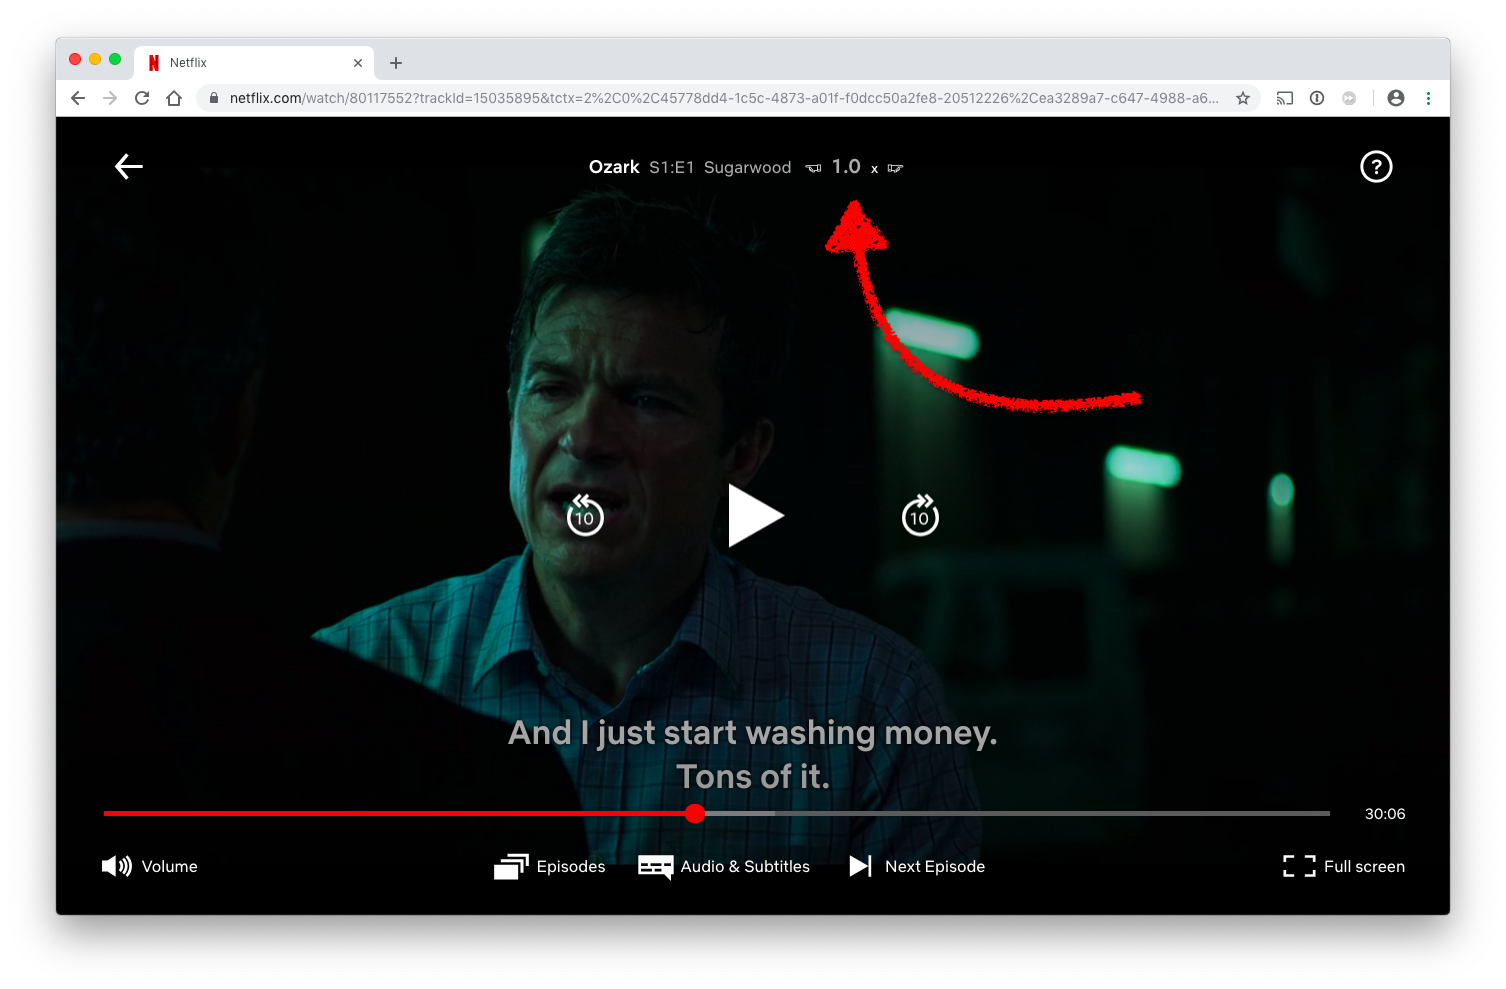 Netflix
netflix.com/watch/80117552?trackId=15035895&tctx=2%2C0%2C45778dd4-1c5c-4873-a01f-f0dcc50a2fe8-20512226%2Cea3289a7-c647-4988-a6...
Ozark S1:E1 Sugarwood 1.0 x
?
10
10
And I just start washing money.
Tons of it.
30:06
Volume
Episodes
Audio & Subtitles
Next Episode
Full screen